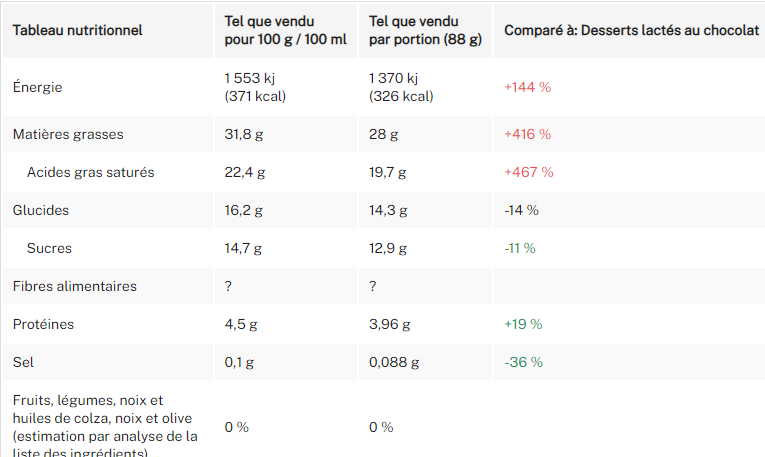 Tableau nutritionnel Tel que vendu pour 100 g / 100 ml Tel que vendu par portion (88 g) Comparé à: Desserts lactés au chocolat
Énergie 1 553 kj (371 kcal) 1 370 kj (326 kcal) +144 %
Matières grasses 31,8 g 28 g +416 %
Acides gras saturés 22,4 g 19,7 g +467 %
Glucides 16,2 g 14,3 g -14 %
Sucres 14,7 g 12,9 g -11 %
Fibres alimentaires ? ?
Protéines 4,5 g 3,96 g +19 %
Sel 0,1 g 0,088 g -36 %
Fruits, légumes, noix et
huiles de colza, noix et olive
(estimation par analyse de la
liste des ingrédients) 0 % 0 %